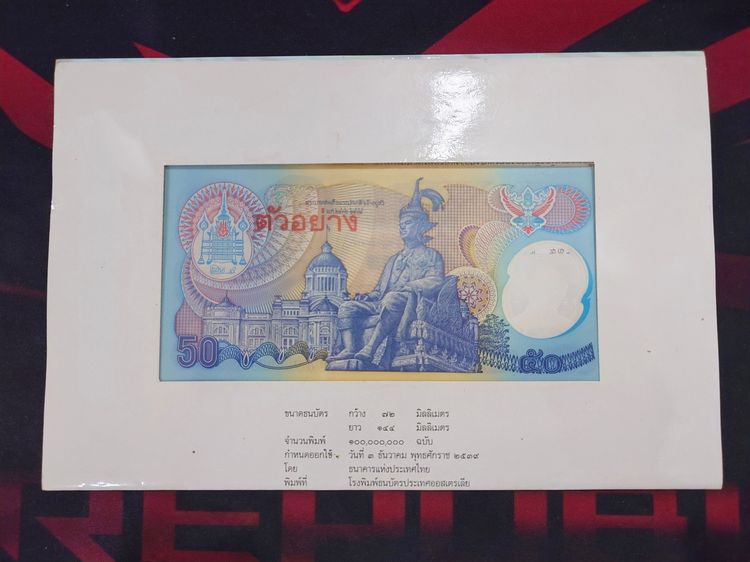 ตัวอย่าง
50
๕๐
ขนาดธนบัตร กว้าง ๗๒ มิลลิเมตร
ยาว ๑๔๔ มิลลิเมตร
จำนวนพิมพ์ ๑๐๐,๐๐๐,๐๐๐ ฉบับ
กำหนดออกใช้ วันที่ ๓ ธันวาคม พุทธศักราช ๒๕๓๙
โดย ธนาคารแห่งประเทศไทย
พิมพ์ที่ โรงพิมพ์ธนบัตรประเทศออสเตรเลีย